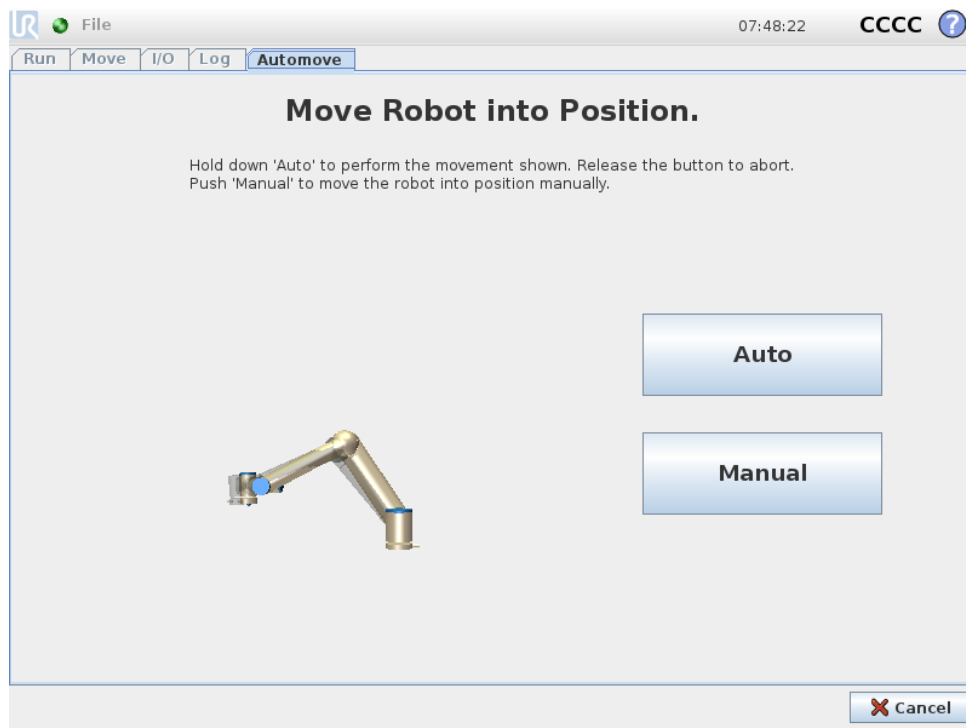 UR File 07:48:22 CCCC ?
Run Move I/O Log Automove
Move Robot into Position.
Hold down 'Auto' to perform the movement shown. Release the button to abort.
Push 'Manual' to move the robot into position manually.
Auto
Manual
Cancel